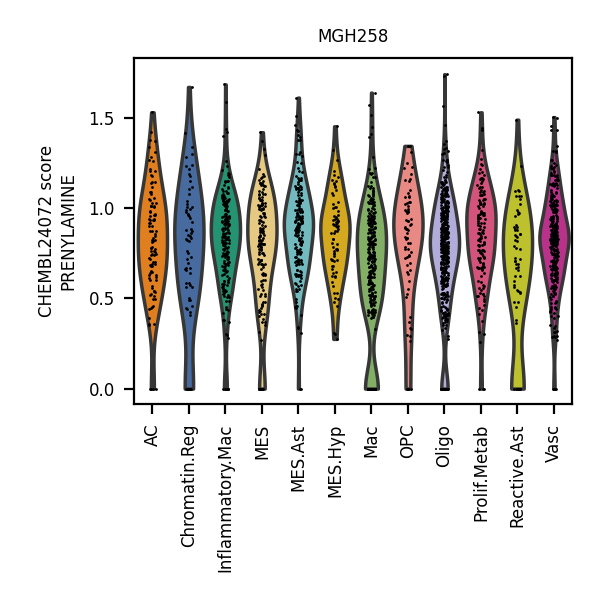 MGH258
CHEMBL24072 score
PRENYLAMINE
1.5
1.0
0.5
0.0
AC
Chromatin.Reg
Inflammatory.Mac
MES
MES.Ast
MES.Hyp
Mac
OPC
Oligo
Prolif.Metab
Reactive.Ast
Vasc